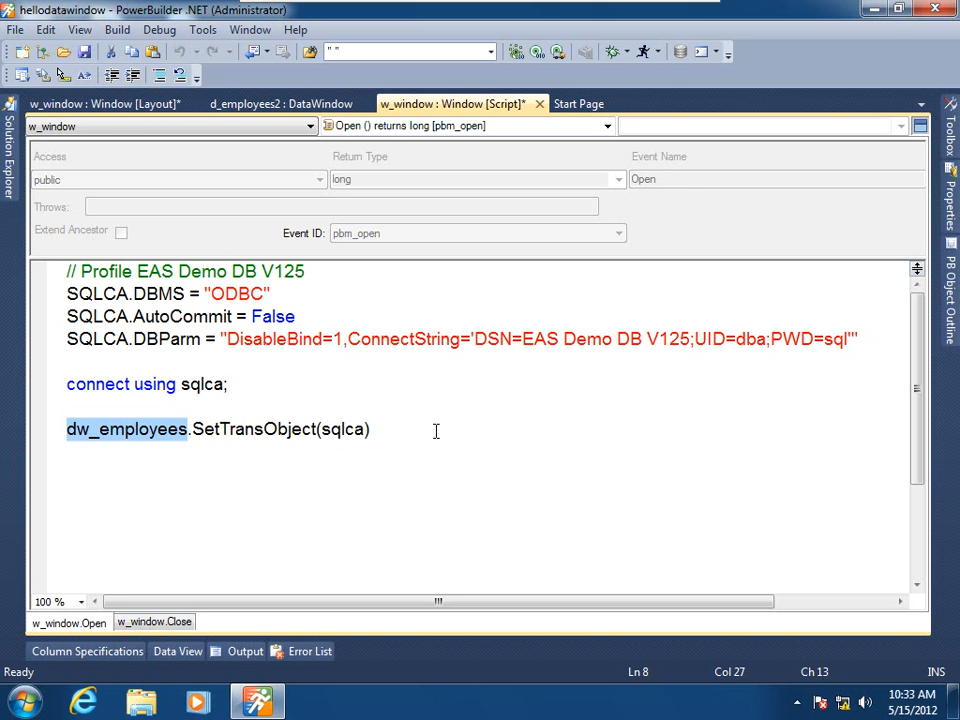 hellodatawindow - PowerBuilder .NET (Administrator)
File Edit View Build Debug Tools Window Help
" "
w_window : Window [Layout]* d_employees2 : DataWindow w_window : Window [Script]* Start Page
w_window Open () returns long [pbm_open]
Access Return Type Event Name
public long Open
Throws:
Extend Ancestor Event ID: pbm_open
// Profile EAS Demo DB V125
SQLCA.DBMS = "ODBC"
SQLCA.AutoCommit = False
SQLCA.DBParm = "DisableBind=1,ConnectString='DSN=EAS Demo DB V125;UID=dba;PWD=sql'"
connect using sqlca;
dw_employees.SetTransObject(sqlca)
100 %
w_window.Open w_window.Close
Column Specifications Data View Output Error List
Ready Ln 8 Col 27 Ch 13 INS
Solution Explorer
Toolbox
Properties
PB Object Outline
10:33 AM
5/15/2012